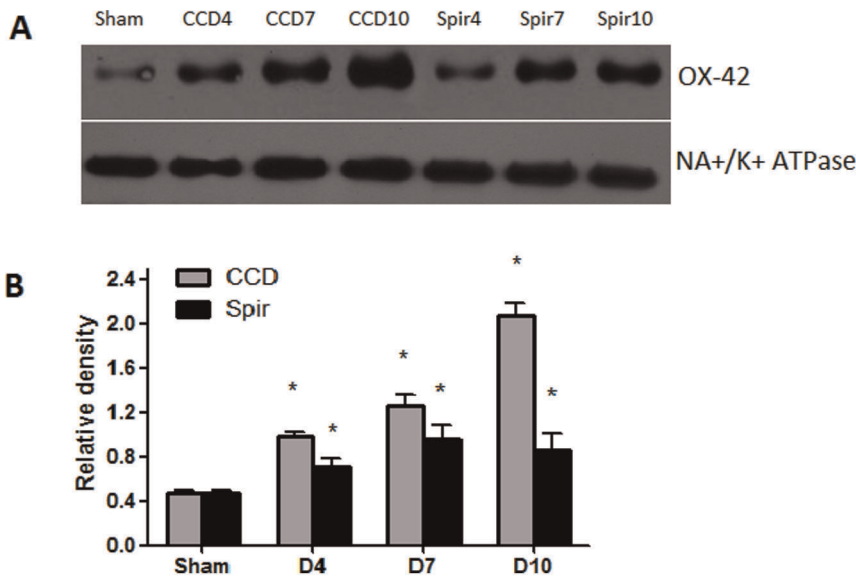 A
Sham CCD4 CCD7 CCD10 Spir4 Spir7 Spir10
OX-42
NA+/K+ ATPase
B
CCD
Spir
Relative density
2.4
2.0
1.6
1.2
0.8
0.4
0.0
* * * * * *
Sham D4 D7 D10